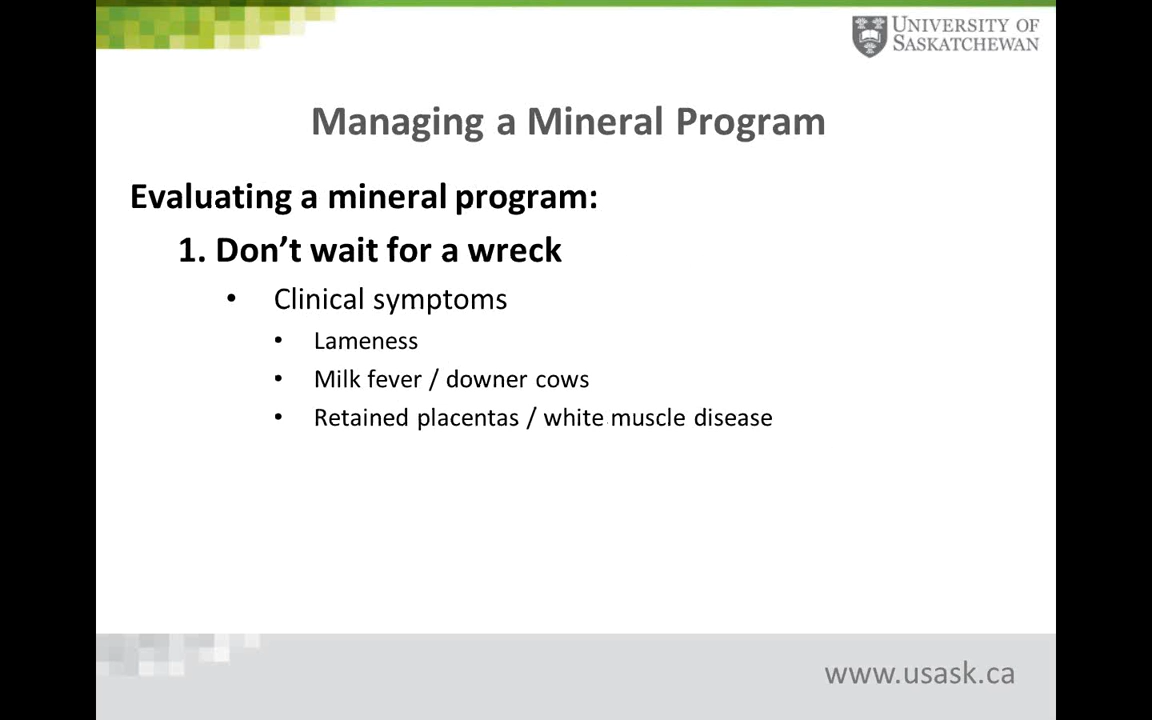 UNIVERSITY OF
SASKATCHEWAN
Managing a Mineral Program
Evaluating a mineral program:
1. Don’t wait for a wreck
• Clinical symptoms
• Lameness
• Milk fever / downer cows
• Retained placentas / white muscle disease
www.usask.ca